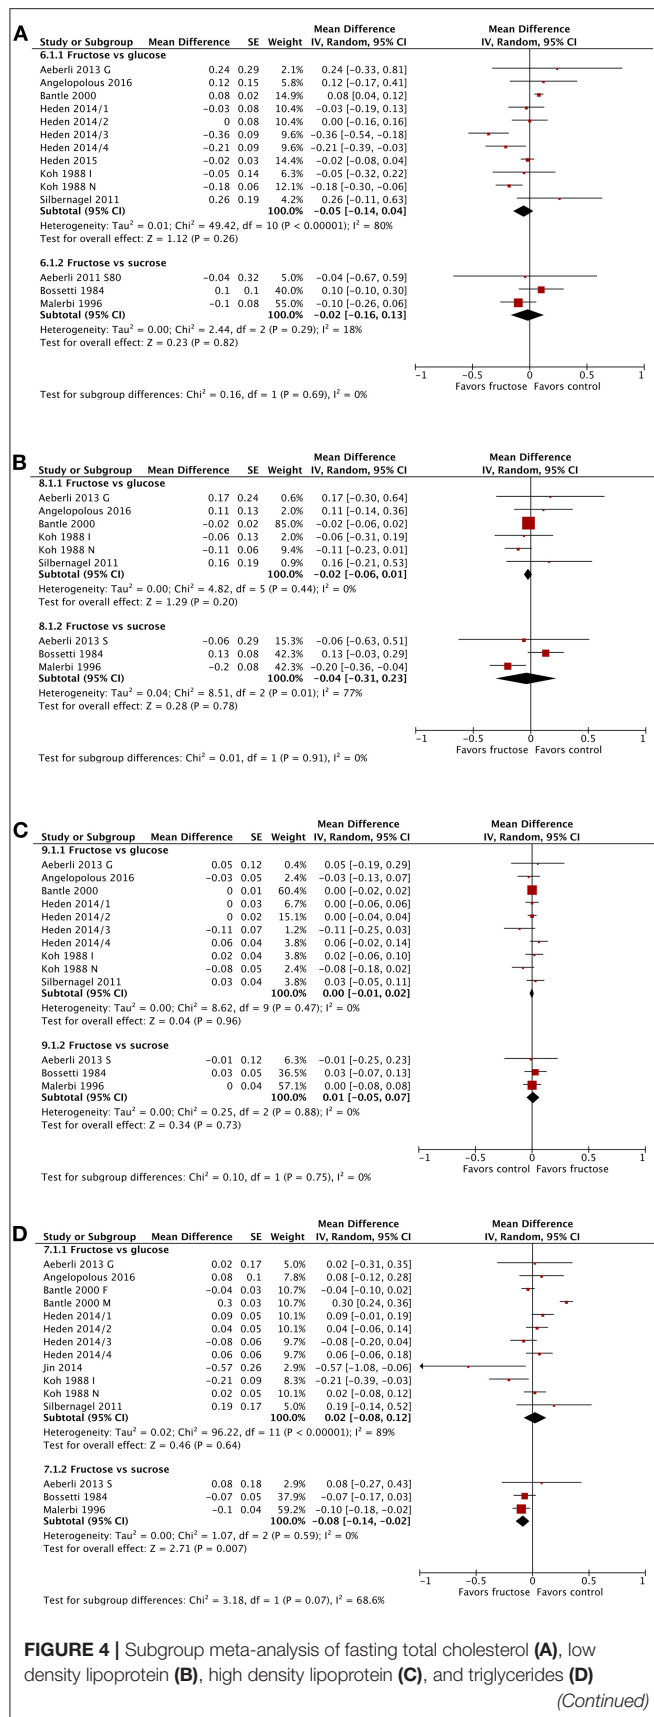 A
Mean Difference Mean Difference
Study or Subgroup Mean Difference SE Weight IV, Random, 95% CI IV, Random, 95% CI
6.1.1 Fructose vs glucose
Aeberli 2013 G 0.24 0.29 2.1% 0.24 [−0.33, 0.81]
Angelopolous 2016 0.12 0.15 5.8% 0.12 [−0.17, 0.41]
Bantle 2000 0.08 0.02 14.9% 0.08 [0.04, 0.12]
Heden 2014/1 −0.03 0.08 10.4% −0.03 [−0.19, 0.13]
Heden 2014/2 0 0.08 10.4% 0.00 [−0.16, 0.16]
Heden 2014/3 −0.36 0.09 9.6% −0.36 [−0.54, −0.18]
Heden 2014/4 −0.21 0.09 9.6% −0.21 [−0.39, −0.03]
Heden 2015 −0.02 0.03 14.4% −0.02 [−0.08, 0.04]
Koh 1988 I −0.05 0.14 6.3% −0.05 [−0.32, 0.22]
Koh 1988 N −0.18 0.06 12.1% −0.18 [−0.30, −0.06]
Silbernagel 2011 0.26 0.19 4.2% 0.26 [−0.11, 0.63]
Subtotal (95% CI) 100.0% −0.05 [−0.14, 0.04]
Heterogeneity: Tau² = 0.01; Chi² = 49.42, df = 10 (P < 0.00001); I² = 80%
Test for overall effect: Z = 1.12 (P = 0.26)
6.1.2 Fructose vs sucrose
Aeberli 2011 S80 −0.04 0.32 5.0% −0.04 [−0.67, 0.59]
Bossetti 1984 0.1 0.1 40.0% 0.10 [−0.10, 0.30]
Malerbi 1996 −0.1 0.08 55.0% −0.10 [−0.26, 0.06]
Subtotal (95% CI) 100.0% −0.02 [−0.16, 0.13]
Heterogeneity: Tau² = 0.00; Chi² = 2.44, df = 2 (P = 0.29); I² = 18%
Test for overall effect: Z = 0.23 (P = 0.82)
−1 −0.5 0 0.5 1
Favors fructose Favors control
Test for subgroup differences: Chi² = 0.16, df = 1 (P = 0.69), I² = 0%
B
Mean Difference Mean Difference
Study or Subgroup Mean Difference SE Weight IV, Random, 95% CI IV, Random, 95% CI
8.1.1 Fructose vs glucose
Aeberli 2013 G 0.17 0.24 0.6% 0.17 [−0.30, 0.64]
Angelopolous 2016 0.11 0.13 2.2% 0.11 [−0.14, 0.36]
Bantle 2000 −0.02 0.02 85.0% −0.02 [−0.06, 0.02]
Koh 1988 I −0.06 0.13 2.2% −0.06 [−0.31, 0.19]
Koh 1988 N −0.11 0.06 9.4% −0.11 [−0.23, 0.01]
Silbernagel 2011 0.16 0.19 0.9% 0.16 [−0.21, 0.53]
Subtotal (95% CI) 100.0% −0.02 [−0.06, 0.01]
Heterogeneity: Tau² = 0.00; Chi² = 4.82, df = 5 (P = 0.44); I² = 0%
Test for overall effect: Z = 1.29 (P = 0.20)
8.1.2 Fructose vs sucrose
Aeberli 2013 S −0.06 0.29 15.3% −0.06 [−0.63, 0.51]
Bossetti 1984 0.13 0.08 42.3% 0.13 [−0.03, 0.29]
Malerbi 1996 −0.2 0.08 42.3% −0.20 [−0.36, −0.04]
Subtotal (95% CI) 100.0% −0.04 [−0.31, 0.23]
Heterogeneity: Tau² = 0.04; Chi² = 8.51, df = 2 (P = 0.01); I² = 77%
Test for overall effect: Z = 0.28 (P = 0.78)
−1 −0.5 0 0.5 1
Favors fructose Favors control
Test for subgroup differences: Chi² = 0.01, df = 1 (P = 0.91), I² = 0%
C
Mean Difference Mean Difference
Study or Subgroup Mean Difference SE Weight IV, Random, 95% CI IV, Random, 95% CI
9.1.1 Fructose vs glucose
Aeberli 2013 G 0.05 0.12 0.4% 0.05 [−0.19, 0.29]
Angelopolous 2016 −0.03 0.05 2.4% −0.03 [−0.13, 0.07]
Bantle 2000 0 0.01 60.4% 0.00 [−0.02, 0.02]
Heden 2014/1 0 0.03 6.7% 0.00 [−0.06, 0.06]
Heden 2014/2 0 0.02 15.1% 0.00 [−0.04, 0.04]
Heden 2014/3 −0.11 0.07 1.2% −0.11 [−0.25, 0.03]
Heden 2014/4 0.06 0.04 3.8% 0.06 [−0.02, 0.14]
Koh 1988 I 0.02 0.04 3.8% 0.02 [−0.06, 0.10]
Koh 1988 N −0.08 0.05 2.4% −0.08 [−0.18, 0.02]
Silbernagel 2011 0.03 0.04 3.8% 0.03 [−0.05, 0.11]
Subtotal (95% CI) 100.0% 0.00 [−0.01, 0.02]
Heterogeneity: Tau² = 0.00; Chi² = 8.62, df = 9 (P = 0.47); I² = 0%
Test for overall effect: Z = 0.04 (P = 0.96)
9.1.2 Fructose vs sucrose
Aeberli 2013 S −0.01 0.12 6.3% −0.01 [−0.25, 0.23]
Bossetti 1984 0.03 0.05 36.5% 0.03 [−0.07, 0.13]
Malerbi 1996 0 0.04 57.1% 0.00 [−0.08, 0.08]
Subtotal (95% CI) 100.0% 0.01 [−0.05, 0.07]
Heterogeneity: Tau² = 0.00; Chi² = 0.25, df = 2 (P = 0.88); I² = 0%
Test for overall effect: Z = 0.34 (P = 0.73)
−1 −0.5 0 0.5 1
Favors control Favors fructose
Test for subgroup differences: Chi² = 0.10, df = 1 (P = 0.75), I² = 0%
D
Mean Difference Mean Difference
Study or Subgroup Mean Difference SE Weight IV, Random, 95% CI IV, Random, 95% CI
7.1.1 Fructose vs glucose
Aeberli 2013 G 0.02 0.17 5.0% 0.02 [−0.31, 0.35]
Angelopolous 2016 0.08 0.1 7.8% 0.08 [−0.12, 0.28]
Bantle 2000 F −0.04 0.03 10.7% −0.04 [−0.10, 0.02]
Bantle 2000 M 0.3 0.03 10.7% 0.30 [0.24, 0.36]
Heden 2014/1 0.09 0.05 10.1% 0.09 [−0.01, 0.19]
Heden 2014/2 0.04 0.05 10.1% 0.04 [−0.06, 0.14]
Heden 2014/3 −0.08 0.06 9.7% −0.08 [−0.20, 0.04]
Heden 2014/4 0.06 0.06 9.7% 0.06 [−0.06, 0.18]
Jin 2014 −0.57 0.26 2.9% −0.57 [−1.08, −0.06]
Koh 1988 I −0.21 0.09 8.3% −0.21 [−0.39, −0.03]
Koh 1988 N 0.02 0.05 10.1% 0.02 [−0.08, 0.12]
Silbernagel 2011 0.19 0.17 5.0% 0.19 [−0.14, 0.52]
Subtotal (95% CI) 100.0% 0.02 [−0.08, 0.12]
Heterogeneity: Tau² = 0.02; Chi² = 96.22, df = 11 (P < 0.00001); I² = 89%
Test for overall effect: Z = 0.46 (P = 0.64)
7.1.2 Fructose vs sucrose
Aeberli 2013 S 0.08 0.18 2.9% 0.08 [−0.27, 0.43]
Bossetti 1984 −0.07 0.05 37.9% −0.07 [−0.17, 0.03]
Malerbi 1996 −0.1 0.04 59.2% −0.10 [−0.18, −0.02]
Subtotal (95% CI) 100.0% −0.08 [−0.14, −0.02]
Heterogeneity: Tau² = 0.00; Chi² = 1.07, df = 2 (P = 0.59); I² = 0%
Test for overall effect: Z = 2.71 (P = 0.007)
−1 −0.5 0 0.5 1
Favors fructose Favors control
Test for subgroup differences: Chi² = 3.18, df = 1 (P = 0.07), I² = 68.6%
FIGURE 4 | Subgroup meta-analysis of fasting total cholesterol (A), low
density lipoprotein (B), high density lipoprotein (C), and triglycerides (D)
(Continued)